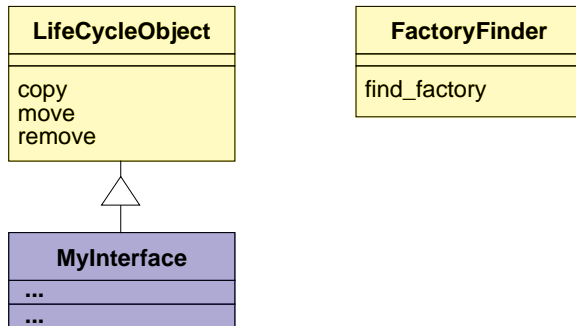 LifeCycleObject
copy
move
remove
FactoryFinder
find_factory
MyInterface
...
...